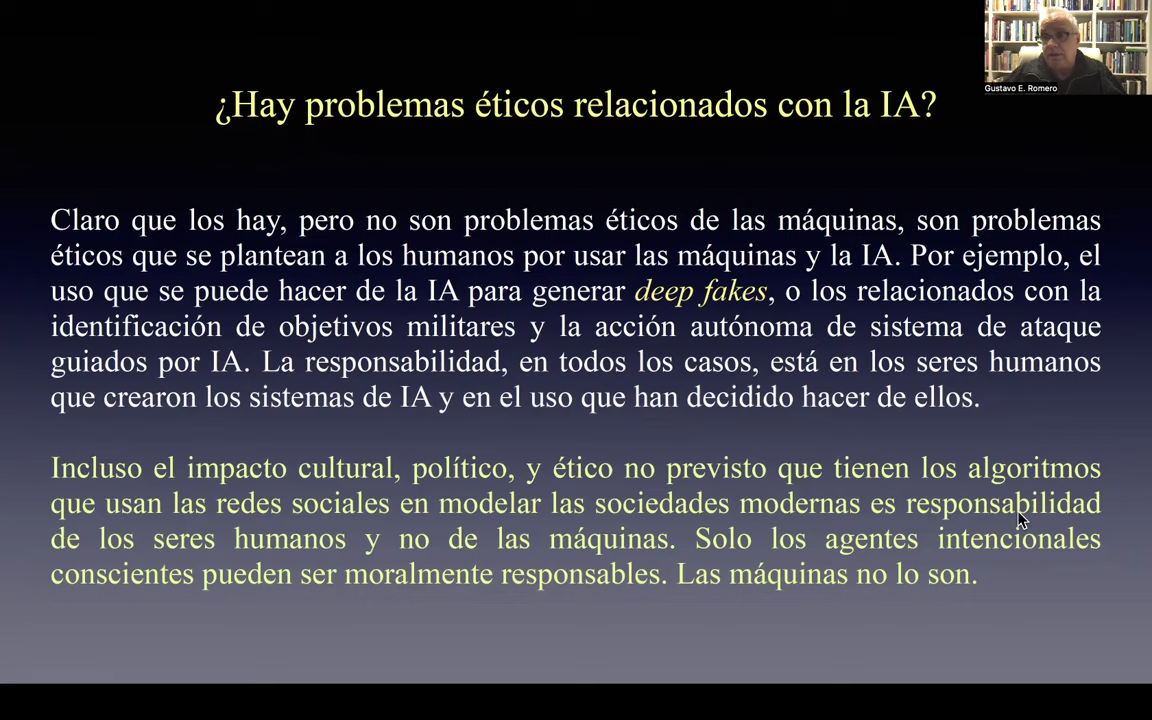 Gustavo E. Romero
¿Hay problemas éticos relacionados con la IA?
Claro que los hay, pero no son problemas éticos de las máquinas, son problemas
éticos que se plantean a los humanos por usar las máquinas y la IA. Por ejemplo, el
uso que se puede hacer de la IA para generar deep fakes, o los relacionados con la
identificación de objetivos militares y la acción autónoma de sistema de ataque
guiados por IA. La responsabilidad, en todos los casos, está en los seres humanos
que crearon los sistemas de IA y en el uso que han decidido hacer de ellos.
Incluso el impacto cultural, político, y ético no previsto que tienen los algoritmos
que usan las redes sociales en modelar las sociedades modernas es responsabilidad
de los seres humanos y no de las máquinas. Solo los agentes intencionales
conscientes pueden ser moralmente responsables. Las máquinas no lo son.